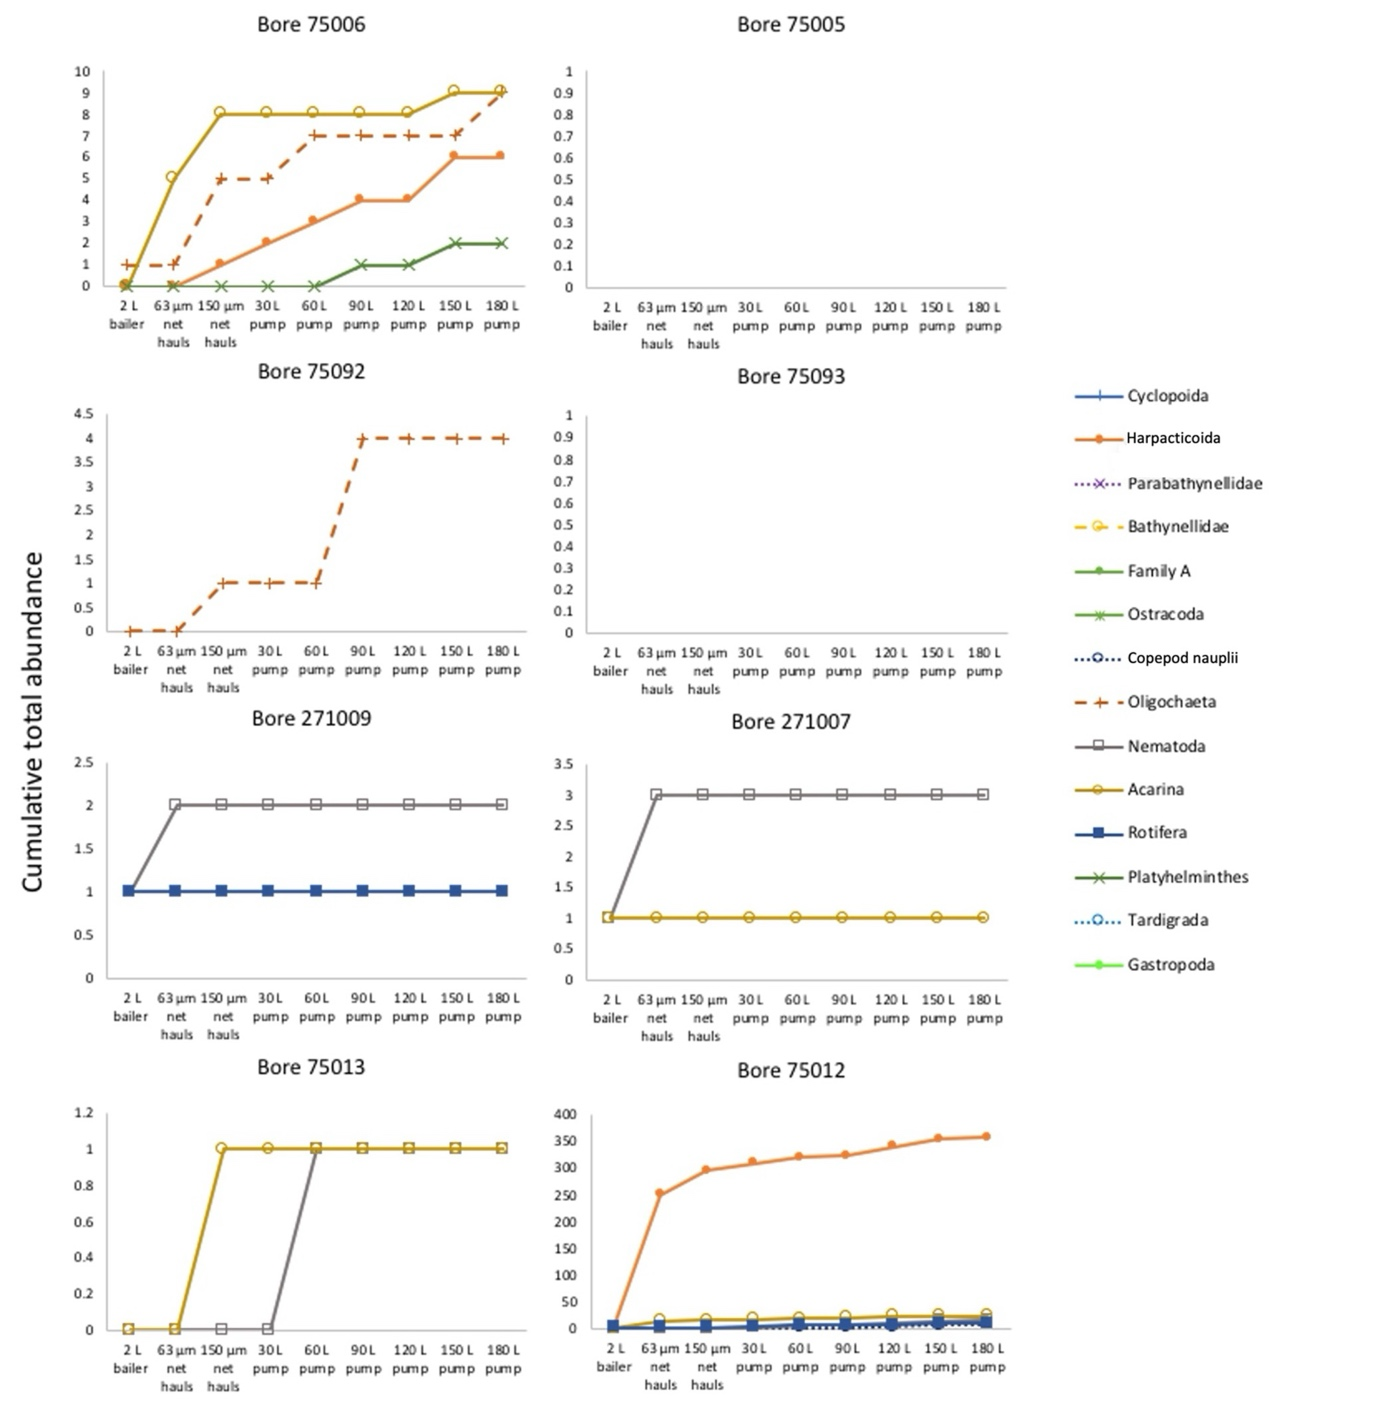 Bore 75006
10
9
8
7
6
5
4
3
2
1
0
2 L 63 µm 150 µm 30 L 60 L 90 L 120 L 150 L 180 L
bailer net net pump pump pump pump pump pump
hauls hauls
Bore 75005
1
0.9
0.8
0.7
0.6
0.5
0.4
0.3
0.2
0.1
0
2 L 63 µm 150 µm 30 L 60 L 90 L 120 L 150 L 180 L
bailer net net pump pump pump pump pump pump
hauls hauls
Bore 75092
4.5
4
3.5
3
2.5
2
1.5
1
0.5
0
2 L 63 µm 150 µm 30 L 60 L 90 L 120 L 150 L 180 L
bailer net net pump pump pump pump pump pump
hauls hauls
Bore 75093
1
0.9
0.8
0.7
0.6
0.5
0.4
0.3
0.2
0.1
0
2 L 63 µm 150 µm 30 L 60 L 90 L 120 L 150 L 180 L
bailer net net pump pump pump pump pump pump
hauls hauls
Cumulative total abundance
Bore 271009
2.5
2
1.5
1
0.5
0
2 L 63 µm 150 µm 30 L 60 L 90 L 120 L 150 L 180 L
bailer net net pump pump pump pump pump pump
hauls hauls
Bore 271007
3.5
3
2.5
2
1.5
1
0.5
0
2 L 63 µm 150 µm 30 L 60 L 90 L 120 L 150 L 180 L
bailer net net pump pump pump pump pump pump
hauls hauls
Bore 75013
1.2
1
0.8
0.6
0.4
0.2
0
2 L 63 µm 150 µm 30 L 60 L 90 L 120 L 150 L 180 L
bailer net net pump pump pump pump pump pump
hauls hauls
Bore 75012
400
350
300
250
200
150
100
50
0
2 L 63 µm 150 µm 30 L 60 L 90 L 120 L 150 L 180 L
bailer net net pump pump pump pump pump pump
hauls hauls
Cyclopoida
Harpacticoida
Parabathynellidae
Bathynellidae
Family A
Ostracoda
Copepod nauplii
Oligochaeta
Nematoda
Acarina
Rotifera
Platyhelminthes
Tardigrada
Gastropoda